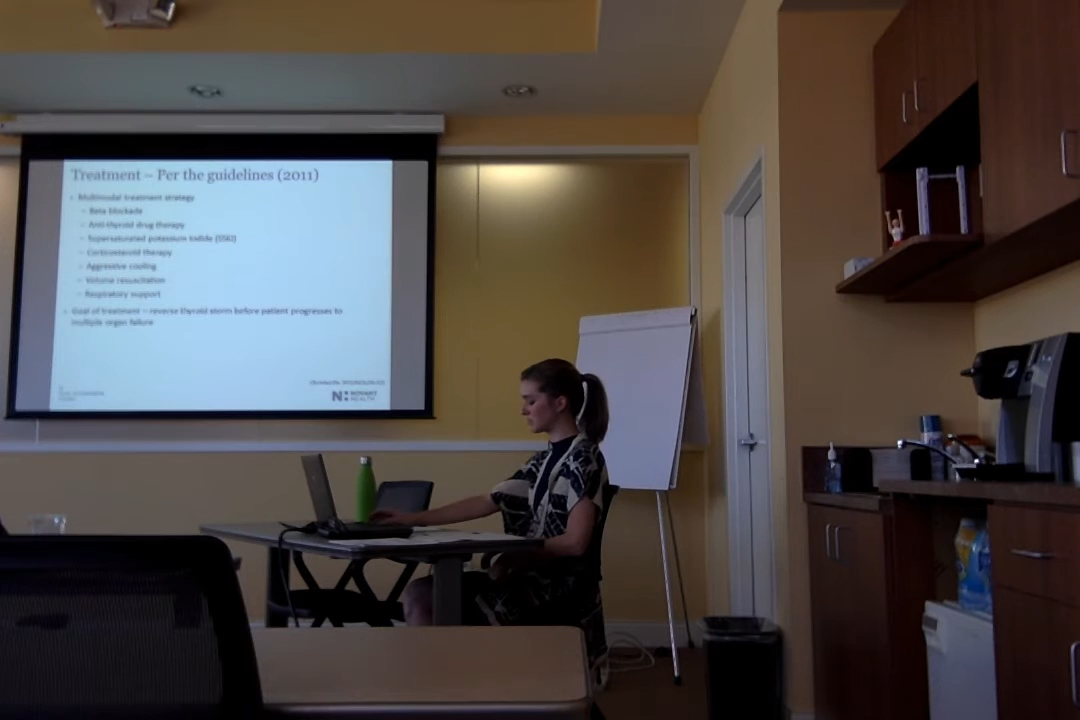 Treatment – Per the guidelines (2011)
Multimodal treatment strategy
– Beta blockade
– Anti-thyroid drug therapy
– Supersaturated potassium iodide (SSKI)
– Corticosteroid therapy
– Aggressive cooling
– Volume resuscitation
– Respiratory support
Goal of treatment – reverse thyroid storm before patient progresses to
multiple organ failure
NOVANT
HEALTH